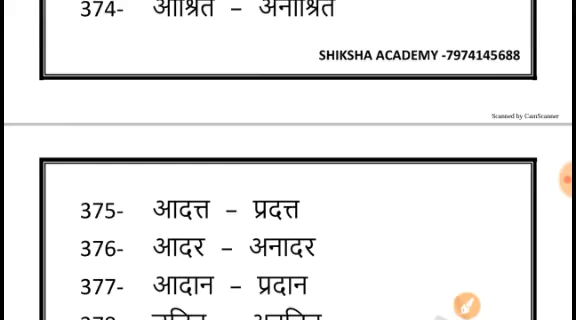 374- आश्रित – अनाश्रित
SHIKSHA ACADEMY -7974145688
Scanned by CamScanner
375- आदत्त – प्रदत्त
376- आदर – अनादर
377- आदान – प्रदान